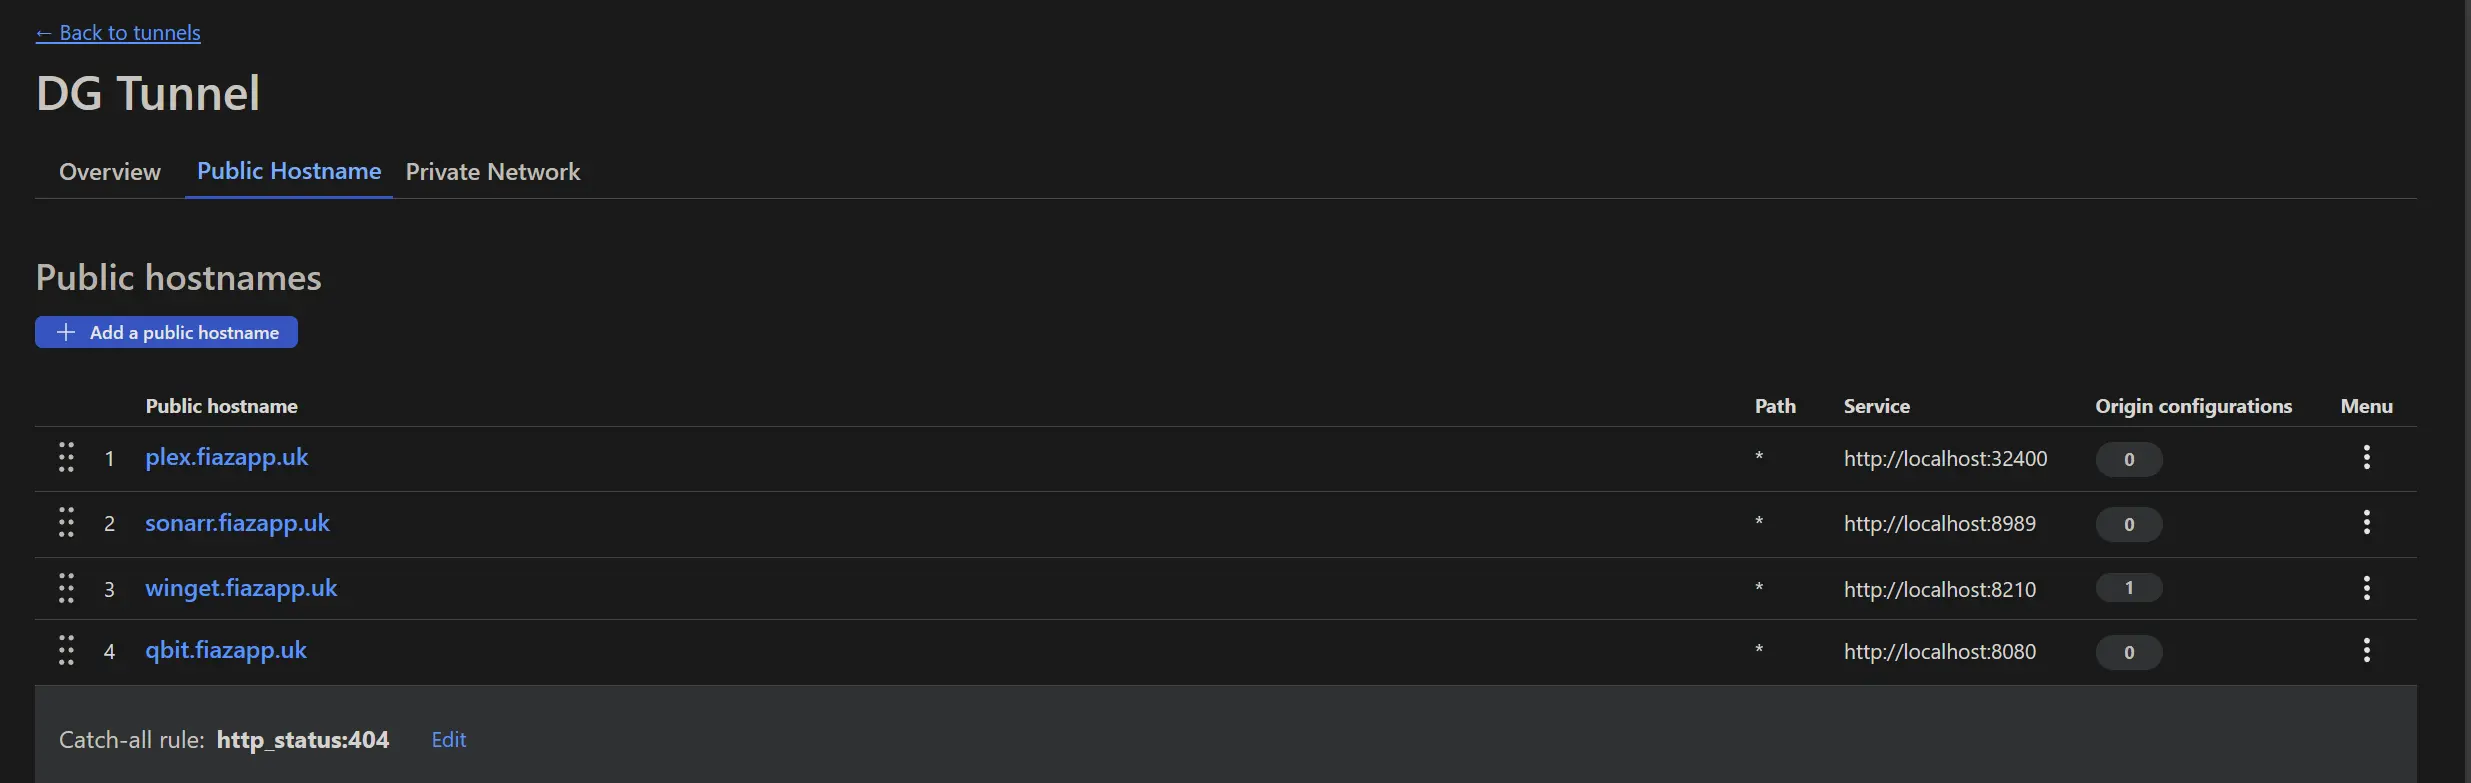 ← Back to tunnels
DG Tunnel
Overview Public Hostname Private Network
Public hostnames
+ Add a public hostname
Public hostname Path Service Origin configurations Menu
1 plex.fiazapp.uk * http://localhost:32400 0
2 sonarr.fiazapp.uk * http://localhost:8989 0
3 winget.fiazapp.uk * http://localhost:8210 1
4 qbit.fiazapp.uk * http://localhost:8080 0
Catch-all rule: http_status:404 Edit